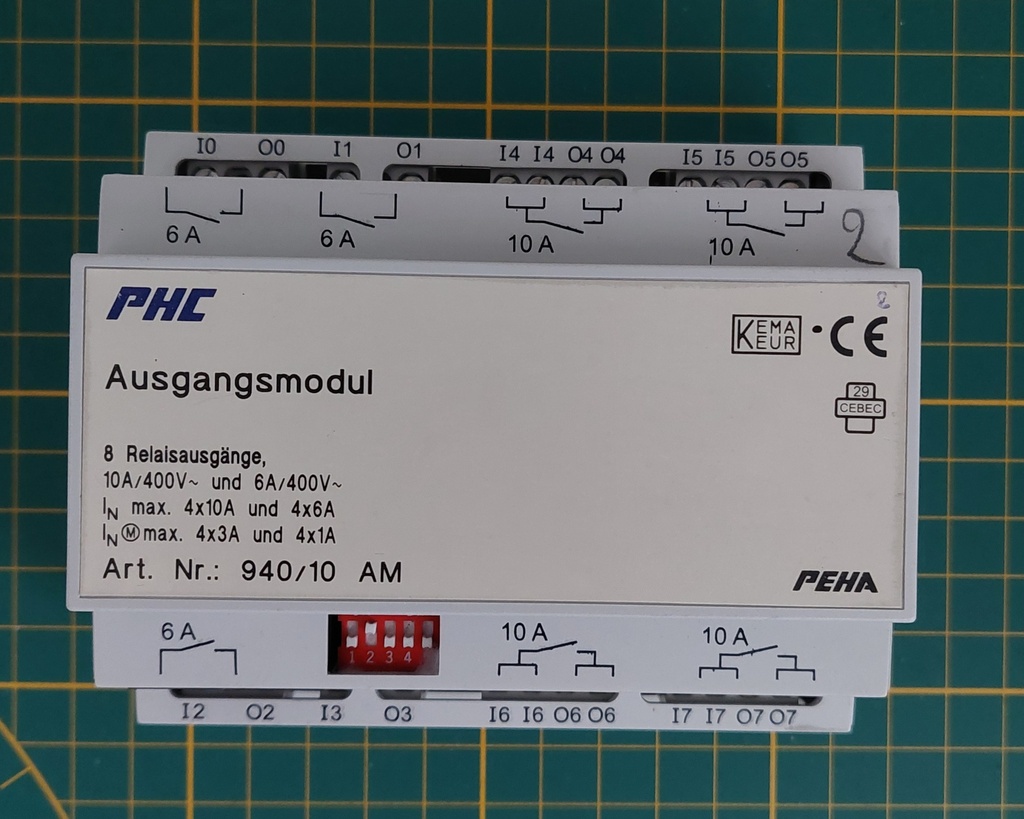 I0 O0 I1 O1 I4 I4 O4 O4 I5 I5 O5 O5
6 A 6 A 10 A 10 A 2
PHC 2
KEMA EUR CE
Ausgangsmodul
29
CEBEC
8 Relaisausgänge,
10A/400V~ und 6A/400V~
IN max. 4x10A und 4x6A
IN Ⓜ max. 4x3A und 4x1A
Art. Nr.: 940/10 AM
PEHA
6 A 10 A 10 A
1 2 3 4
I2 O2 I3 O3 I6 I6 O6 O6 I7 I7 O7 O7